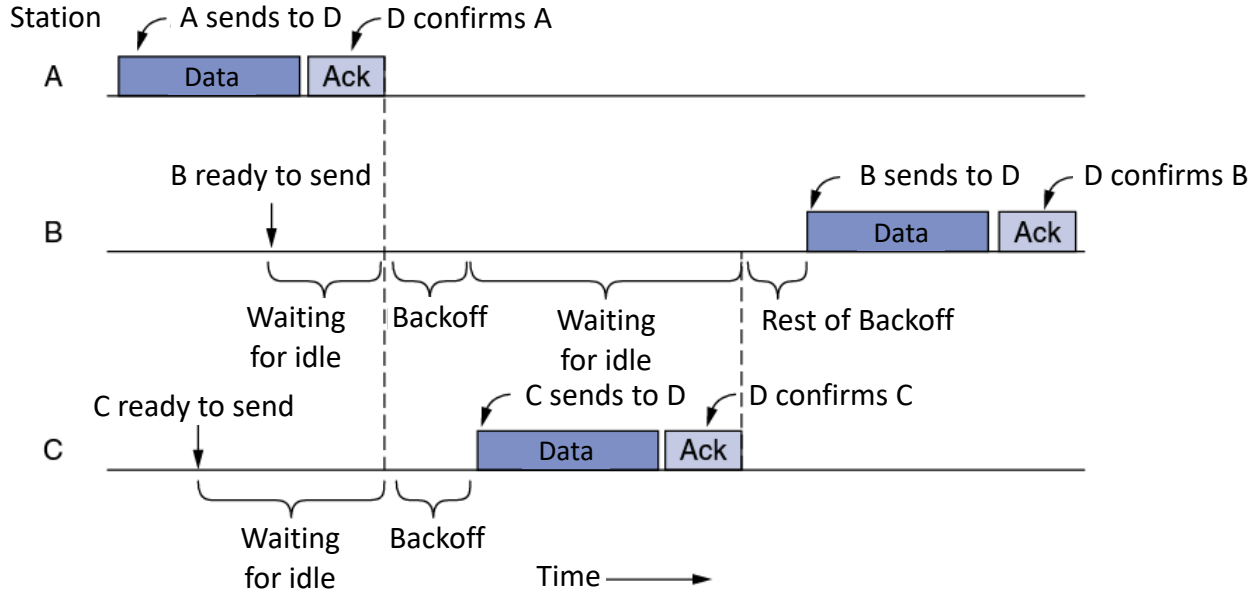 Station
A sends to D
D confirms A
A
Data
Ack
B ready to send
B sends to D
D confirms B
B
Data
Ack
Waiting
for idle
Backoff
Waiting
for idle
Rest of Backoff
C ready to send
C sends to D
D confirms C
C
Data
Ack
Waiting
for idle
Backoff
Time